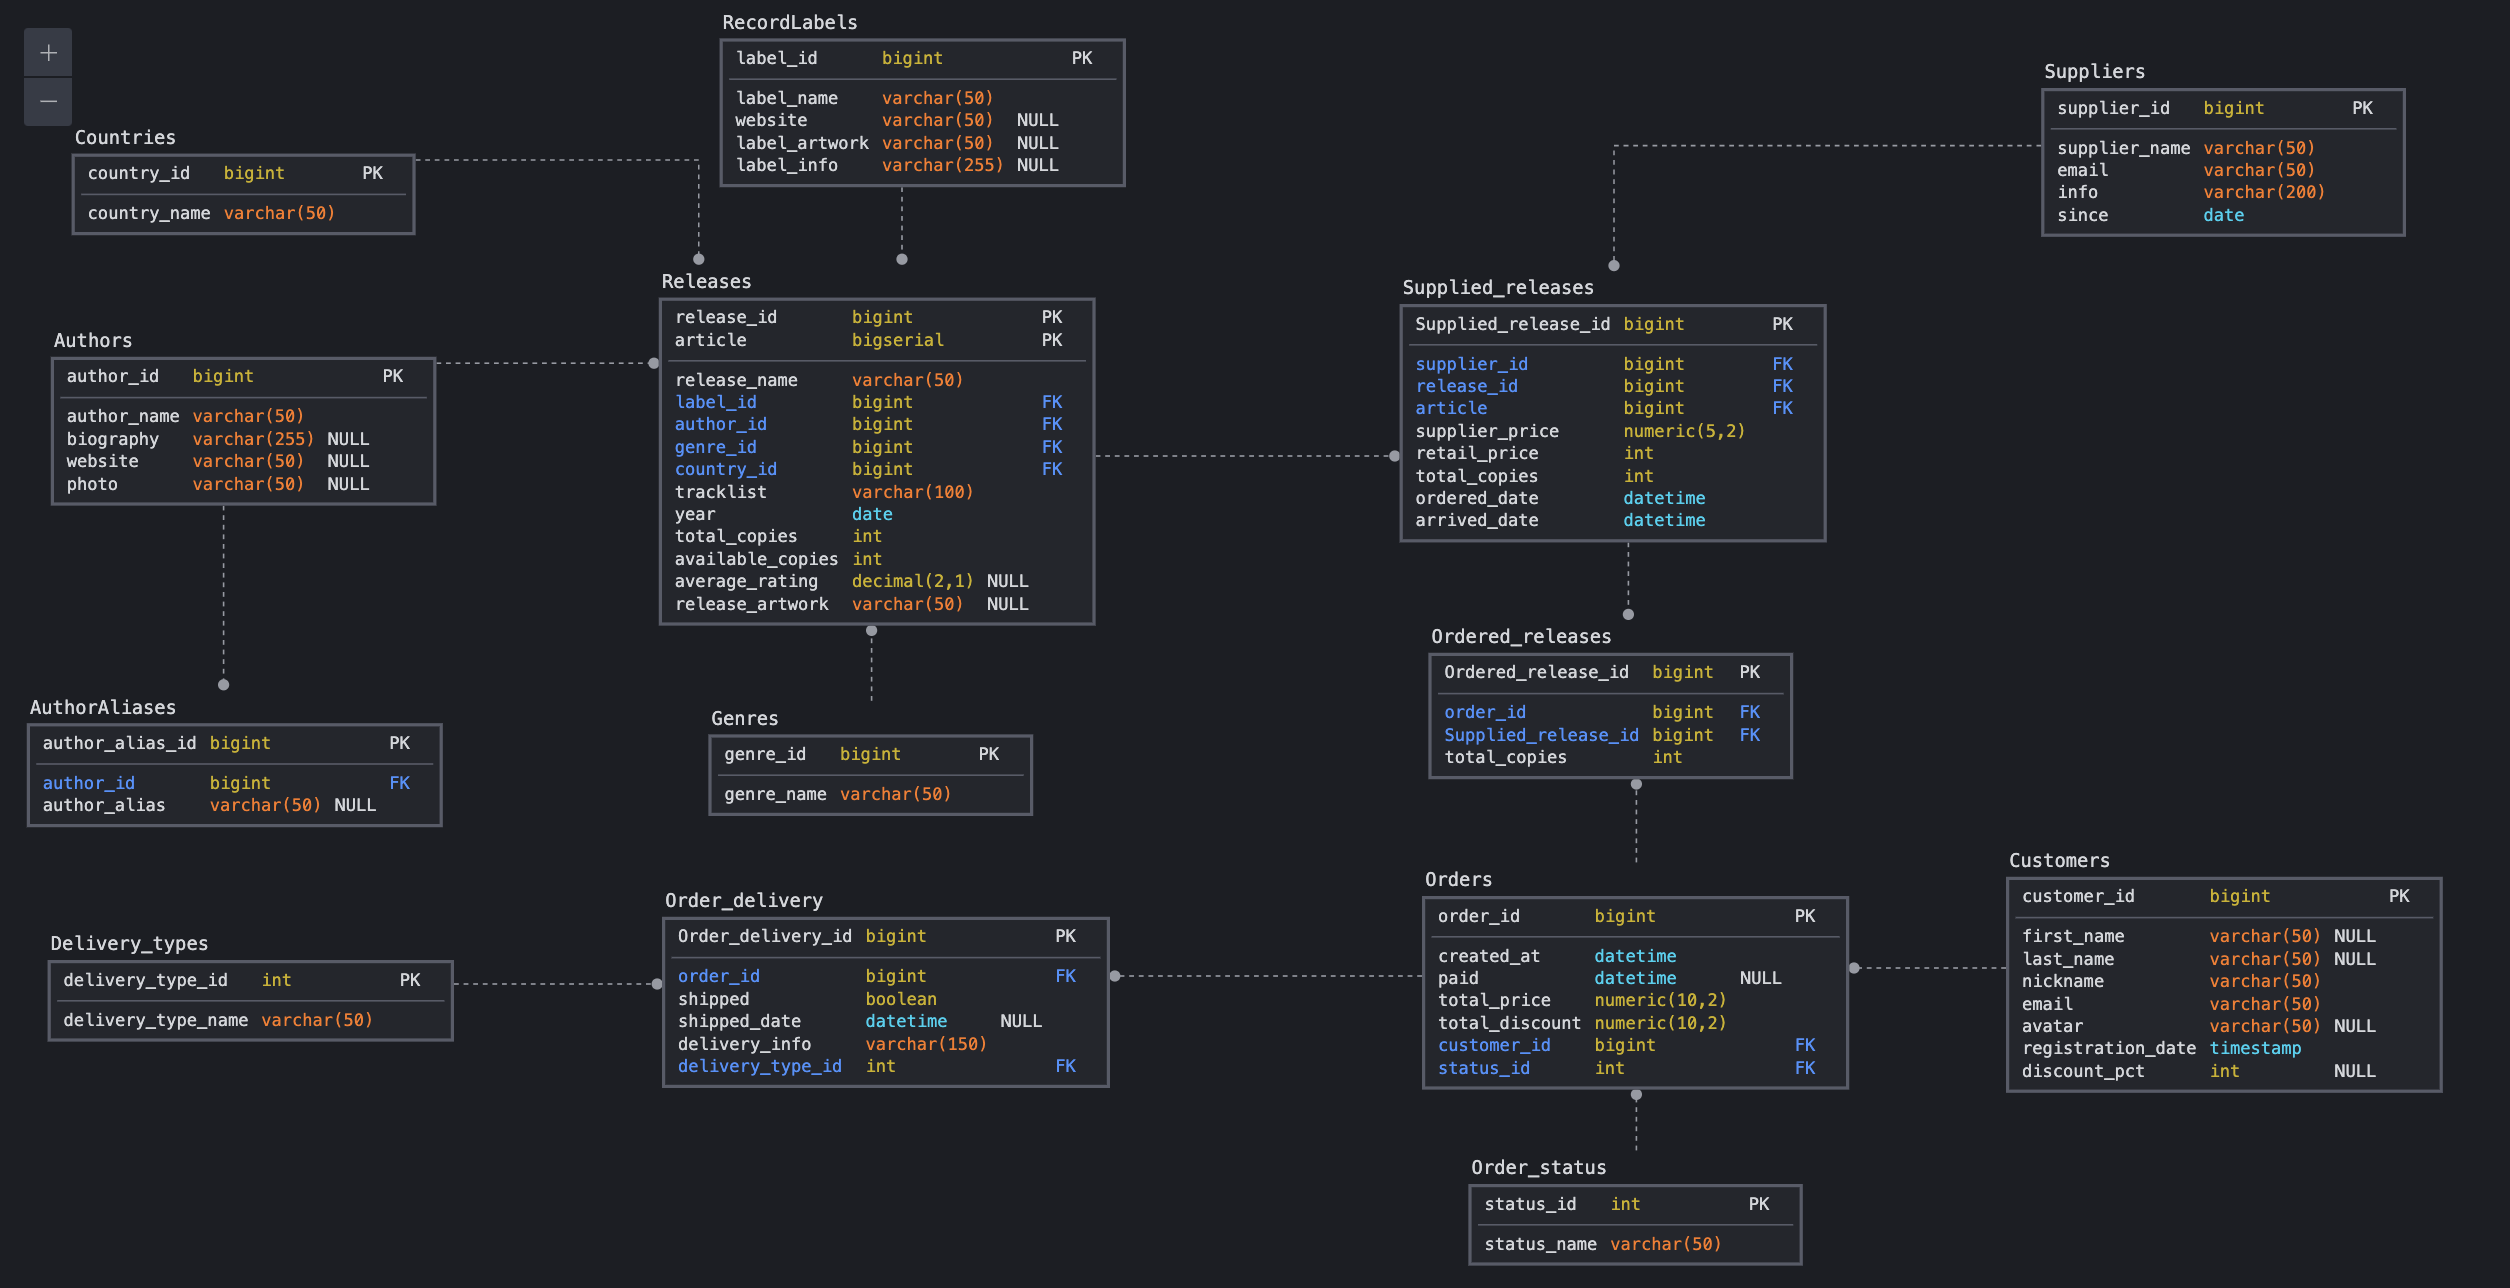 RecordLabels
label_id bigint PK
label_name varchar(50)
website varchar(50) NULL
label_artwork varchar(50) NULL
label_info varchar(255) NULL
Suppliers
supplier_id bigint PK
supplier_name varchar(50)
email varchar(50)
info varchar(200)
since date
Countries
country_id bigint PK
country_name varchar(50)
Releases
release_id bigint PK
article bigserial PK
release_name varchar(50)
label_id bigint FK
author_id bigint FK
genre_id bigint FK
country_id bigint FK
tracklist varchar(100)
year date
total_copies int
available_copies int
average_rating decimal(2,1) NULL
release_artwork varchar(50) NULL
Supplied_releases
Supplied_release_id bigint PK
supplier_id bigint FK
release_id bigint FK
article bigint FK
supplier_price numeric(5,2)
retail_price int
total_copies int
ordered_date datetime
arrived_date datetime
Authors
author_id bigint PK
author_name varchar(50)
biography varchar(255) NULL
website varchar(50) NULL
photo varchar(50) NULL
Ordered_releases
Ordered_release_id bigint PK
order_id bigint FK
Supplied_release_id bigint FK
total_copies int
AuthorAliases
author_alias_id bigint PK
author_id bigint FK
author_alias varchar(50) NULL
Genres
genre_id bigint PK
genre_name varchar(50)
Customers
customer_id bigint PK
first_name varchar(50) NULL
last_name varchar(50) NULL
nickname varchar(50)
email varchar(50)
avatar varchar(50) NULL
registration_date timestamp
discount_pct int NULL
Orders
order_id bigint PK
created_at datetime
paid datetime NULL
total_price numeric(10,2)
total_discount numeric(10,2)
customer_id bigint FK
status_id int FK
Order_delivery
Order_delivery_id bigint PK
order_id bigint FK
shipped boolean
shipped_date datetime NULL
delivery_info varchar(150)
delivery_type_id int FK
Delivery_types
delivery_type_id int PK
delivery_type_name varchar(50)
Order_status
status_id int PK
status_name varchar(50)